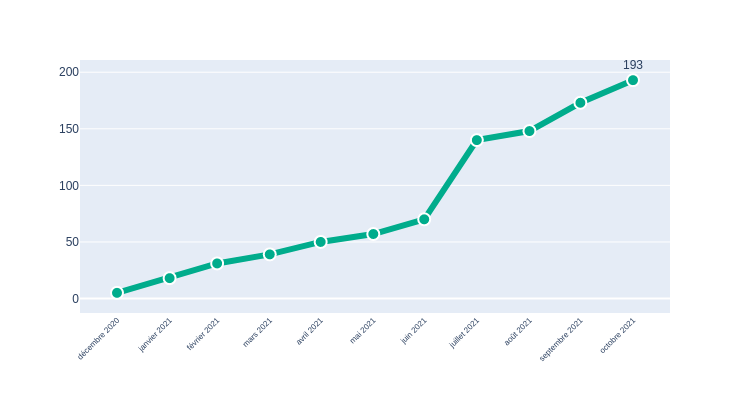 193
200
150
100
50
0
décembre 2020
janvier 2021
février 2021
mars 2021
avril 2021
mai 2021
juin 2021
juillet 2021
août 2021
septembre 2021
octobre 2021